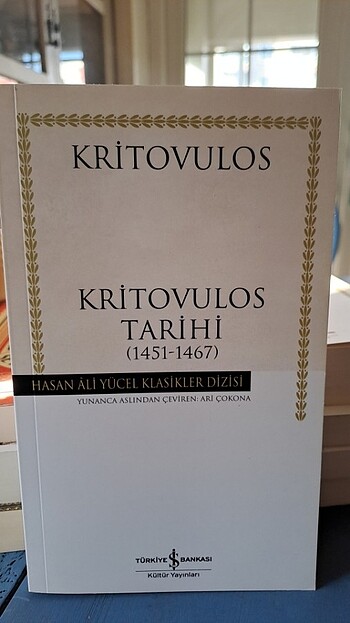 KRİTOVULOS
KRİTOVULOS
TARİHİ
(1451-1467)
HASAN ÂLİ YÜCEL KLASİKLER DİZİSİ
YUNANCA ASLINDAN ÇEVİREN: ARİ ÇOKONA
TÜRKİYE İŞ BANKASI
Kültür Yayınları